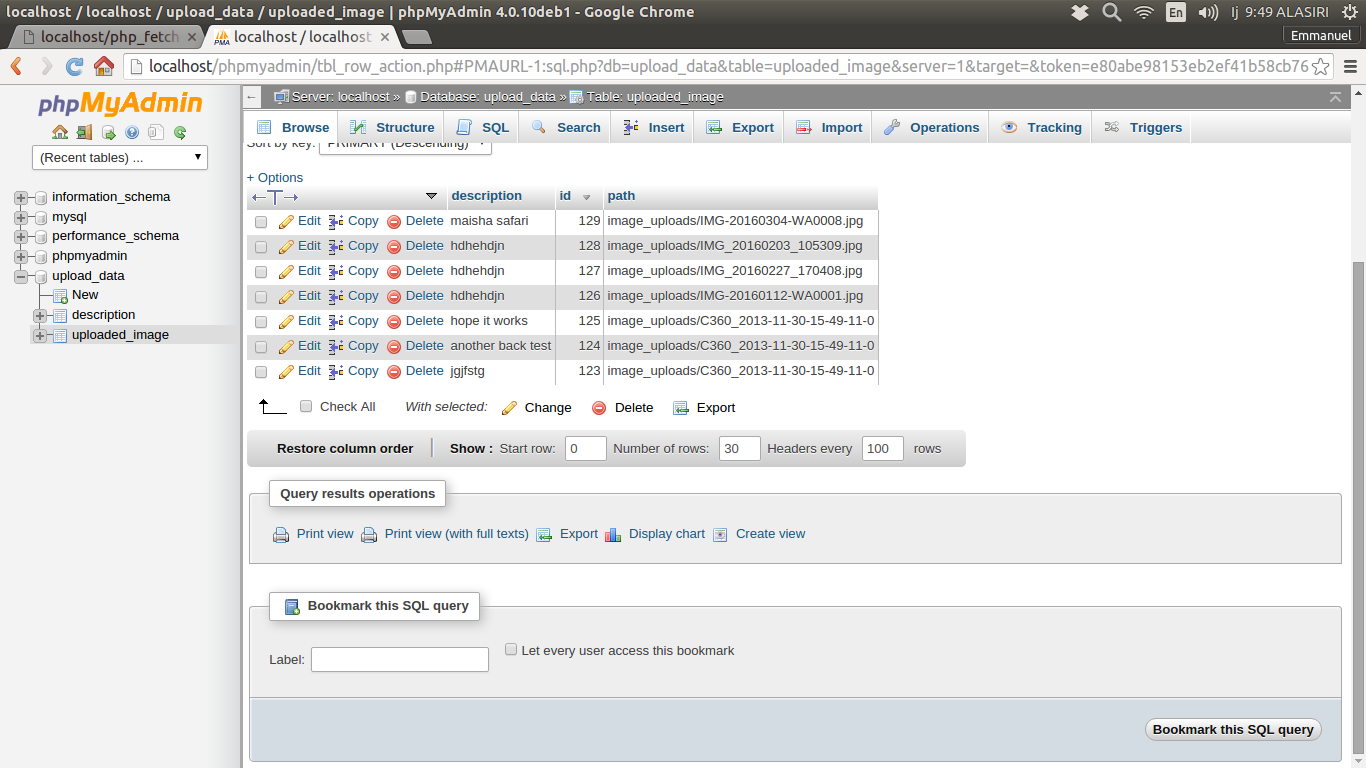 localhost / localhost / upload_data / uploaded_image | phpMyAdmin 4.0.10deb1 - Google Chrome En Ij 9:49 ALASIRI
localhost/php_fetch × localhost / localhost × Emmanuel
localhost/phpmyadmin/tbl_row_action.php#PMAURL-1:sql.php?db=upload_data&table=uploaded_image&server=1&target=&token=e80abe98153eb2ef41b58cb76
phpMyAdmin
(Recent tables) ...
information_schema
mysql
performance_schema
phpmyadmin
upload_data
New
description
uploaded_image
Server: localhost » Database: upload_data » Table: uploaded_image
Browse Structure SQL Search Insert Export Import Operations Tracking Triggers
Sort by key: PRIMARY (Descending)
+ Options
←T→ description id path
Edit Copy Delete maisha safari 129 image_uploads/IMG-20160304-WA0008.jpg
Edit Copy Delete hdhehdjn 128 image_uploads/IMG_20160203_105309.jpg
Edit Copy Delete hdhehdjn 127 image_uploads/IMG_20160227_170408.jpg
Edit Copy Delete hdhehdjn 126 image_uploads/IMG-20160112-WA0001.jpg
Edit Copy Delete hope it works 125 image_uploads/C360_2013-11-30-15-49-11-0
Edit Copy Delete another back test 124 image_uploads/C360_2013-11-30-15-49-11-0
Edit Copy Delete jgjfstg 123 image_uploads/C360_2013-11-30-15-49-11-0
Check All With selected: Change Delete Export
Restore column order Show : Start row: 0 Number of rows: 30 Headers every 100 rows
Query results operations
Print view Print view (with full texts) Export Display chart Create view
Bookmark this SQL query
Label: Let every user access this bookmark
Bookmark this SQL query